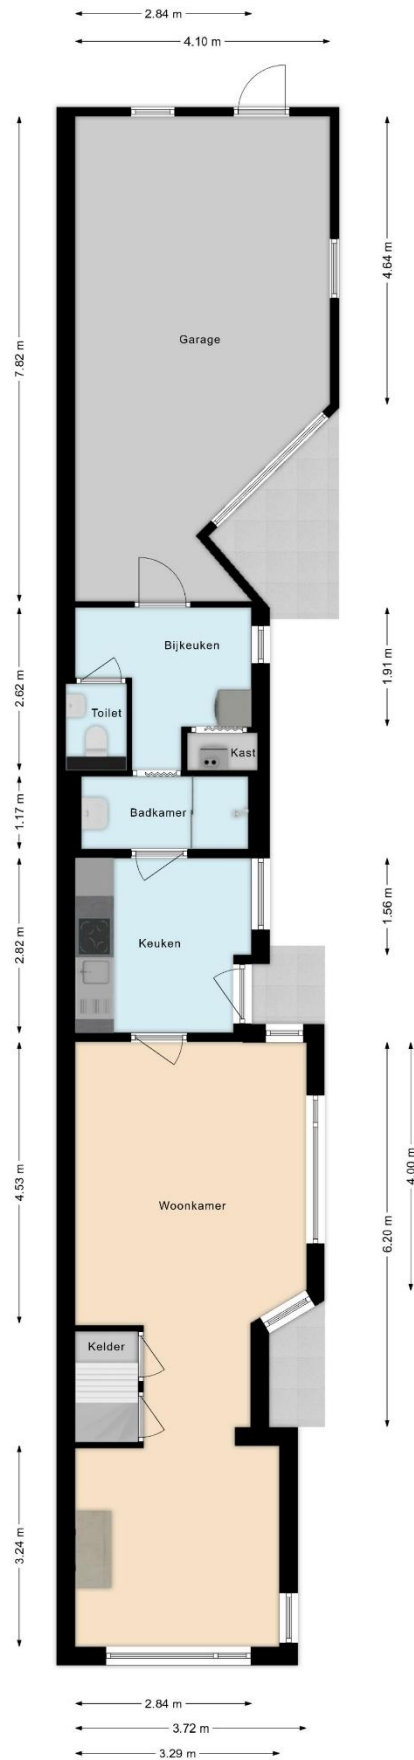 2.84 m
4.10 m
7.82 m
4.64 m
Garage
2.62 m
Bijkeuken
1.91 m
Toilet
Kast
1.17 m
Badkamer
2.82 m
Keuken
1.56 m
4.53 m
Woonkamer
6.20 m
4.00 m
Kelder
3.24 m
2.84 m
3.72 m
3.29 m